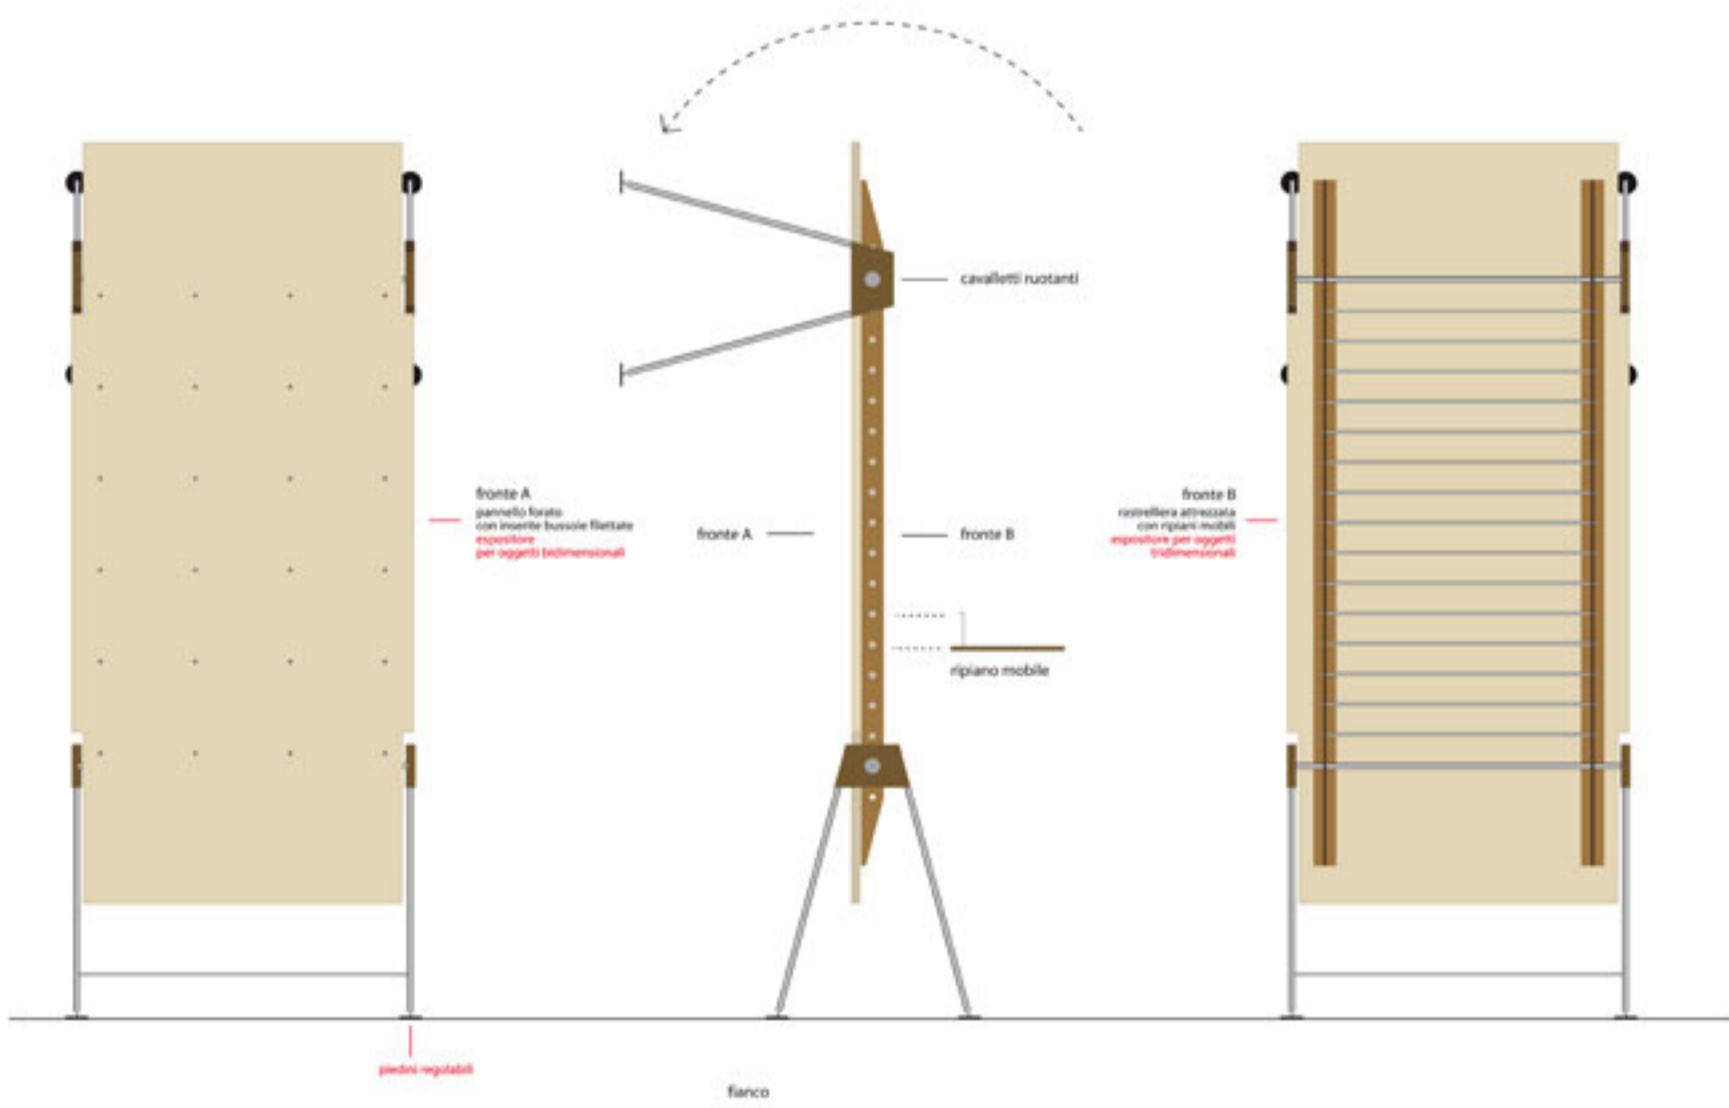 cavalletti ruotanti
fronte A
pannello forato
con inserite bussole filettate
espositore
per oggetti bidimensionali
fronte A
fronte B
ripiano mobile
fronte B
rastrelliera attrezzata
con ripiani mobili
espositore per oggetti
tridimensionali
piedini regolabili
fianco